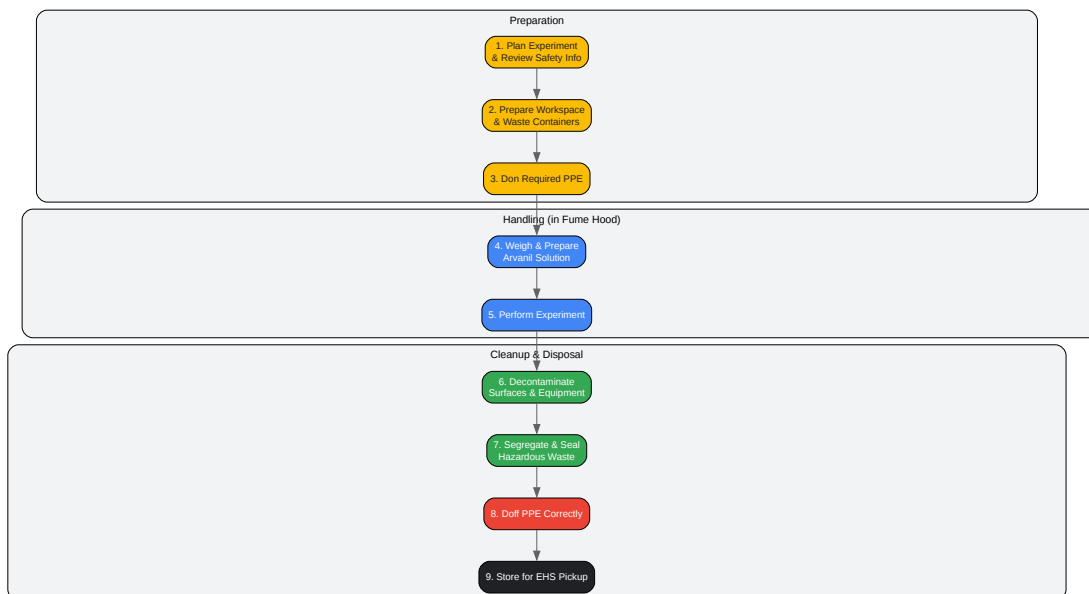 Preparation
1. Plan Experiment
& Review Safety Info
2. Prepare Workspace
& Waste Containers
3. Don Required PPE
Handling (in Fume Hood)
4. Weigh & Prepare
Arvanil Solution
5. Perform Experiment
Cleanup & Disposal
6. Decontaminate
Surfaces & Equipment
7. Segregate & Seal
Hazardous Waste
8. Doff PPE Correctly
9. Store for EHS Pickup